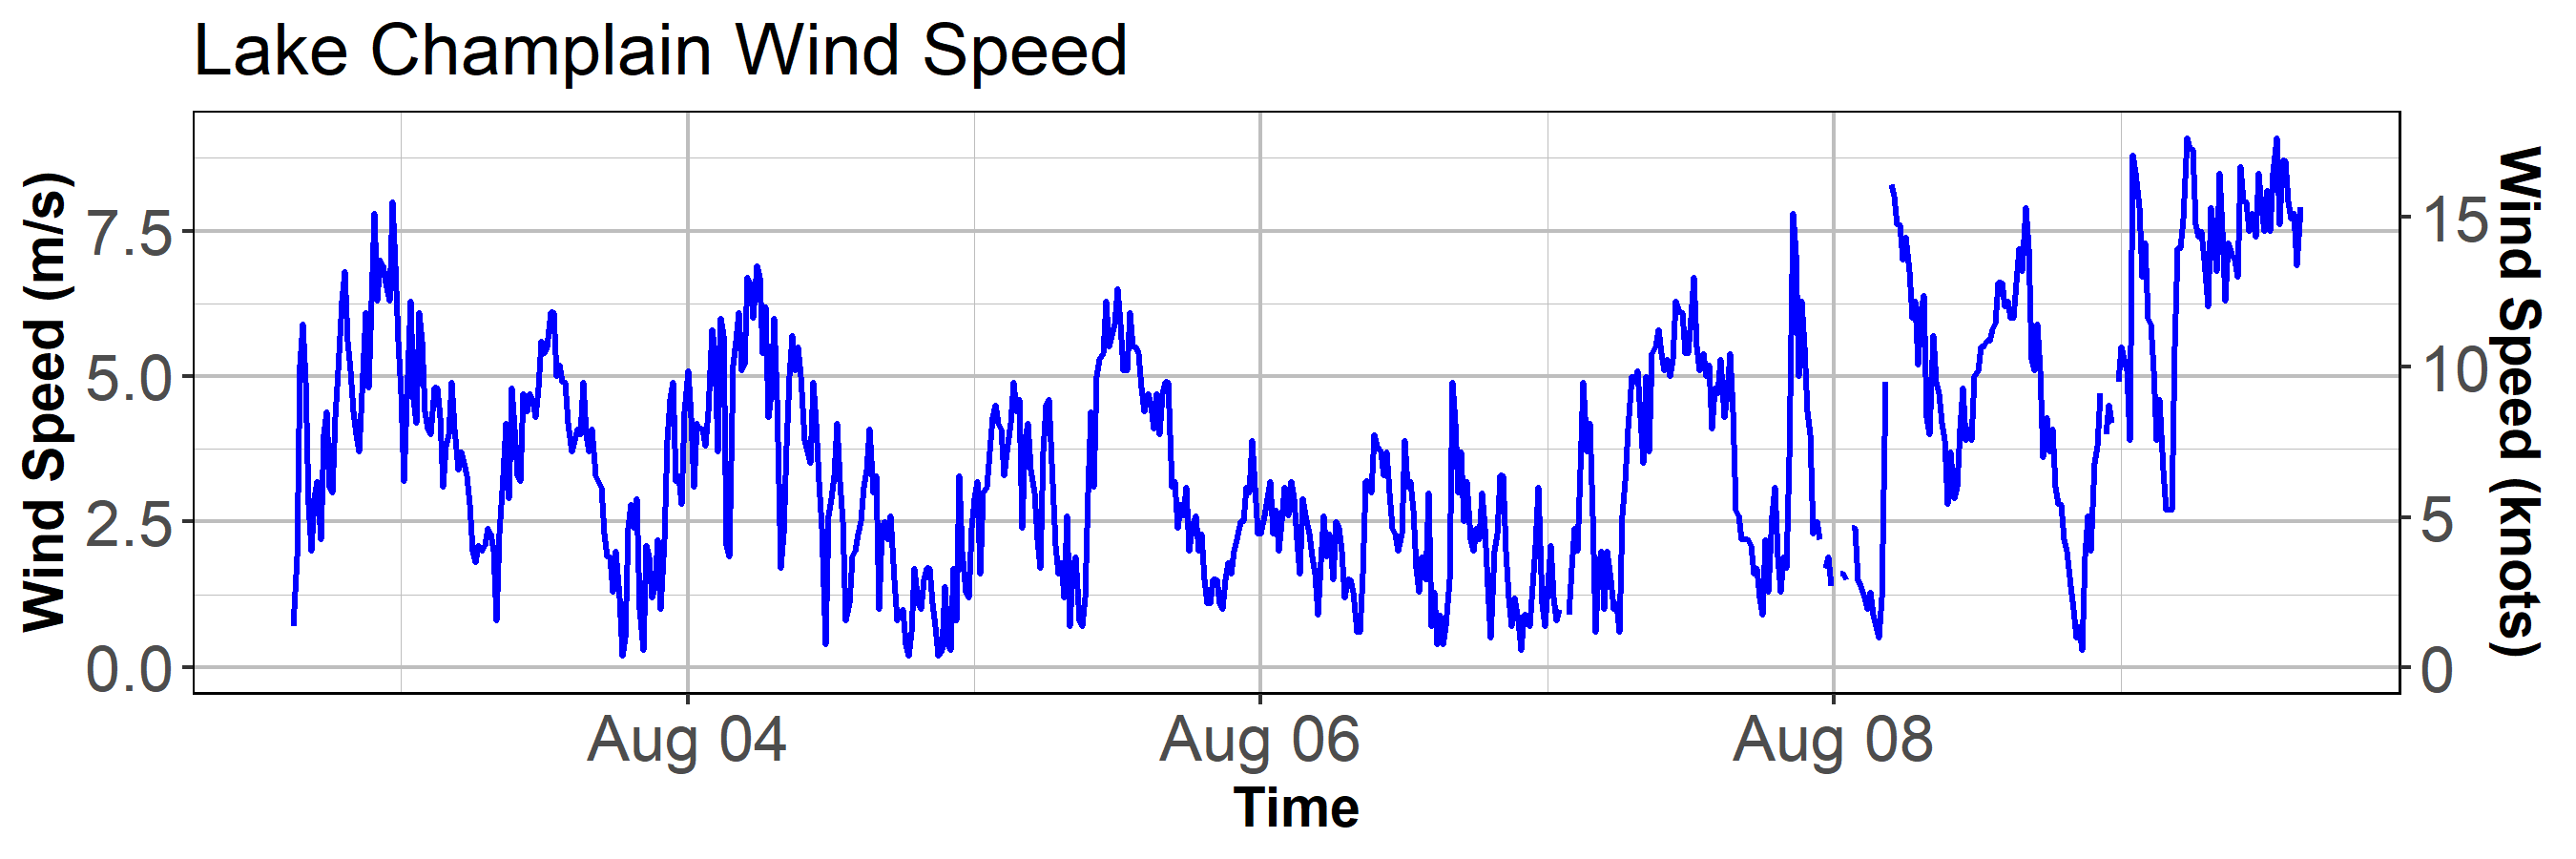 Lake Champlain Wind Speed
Wind Speed (m/s)
7.5
5.0
2.5
0.0
15
10
5
0
Wind Speed (knots)
Aug 04
Aug 06
Aug 08
Time